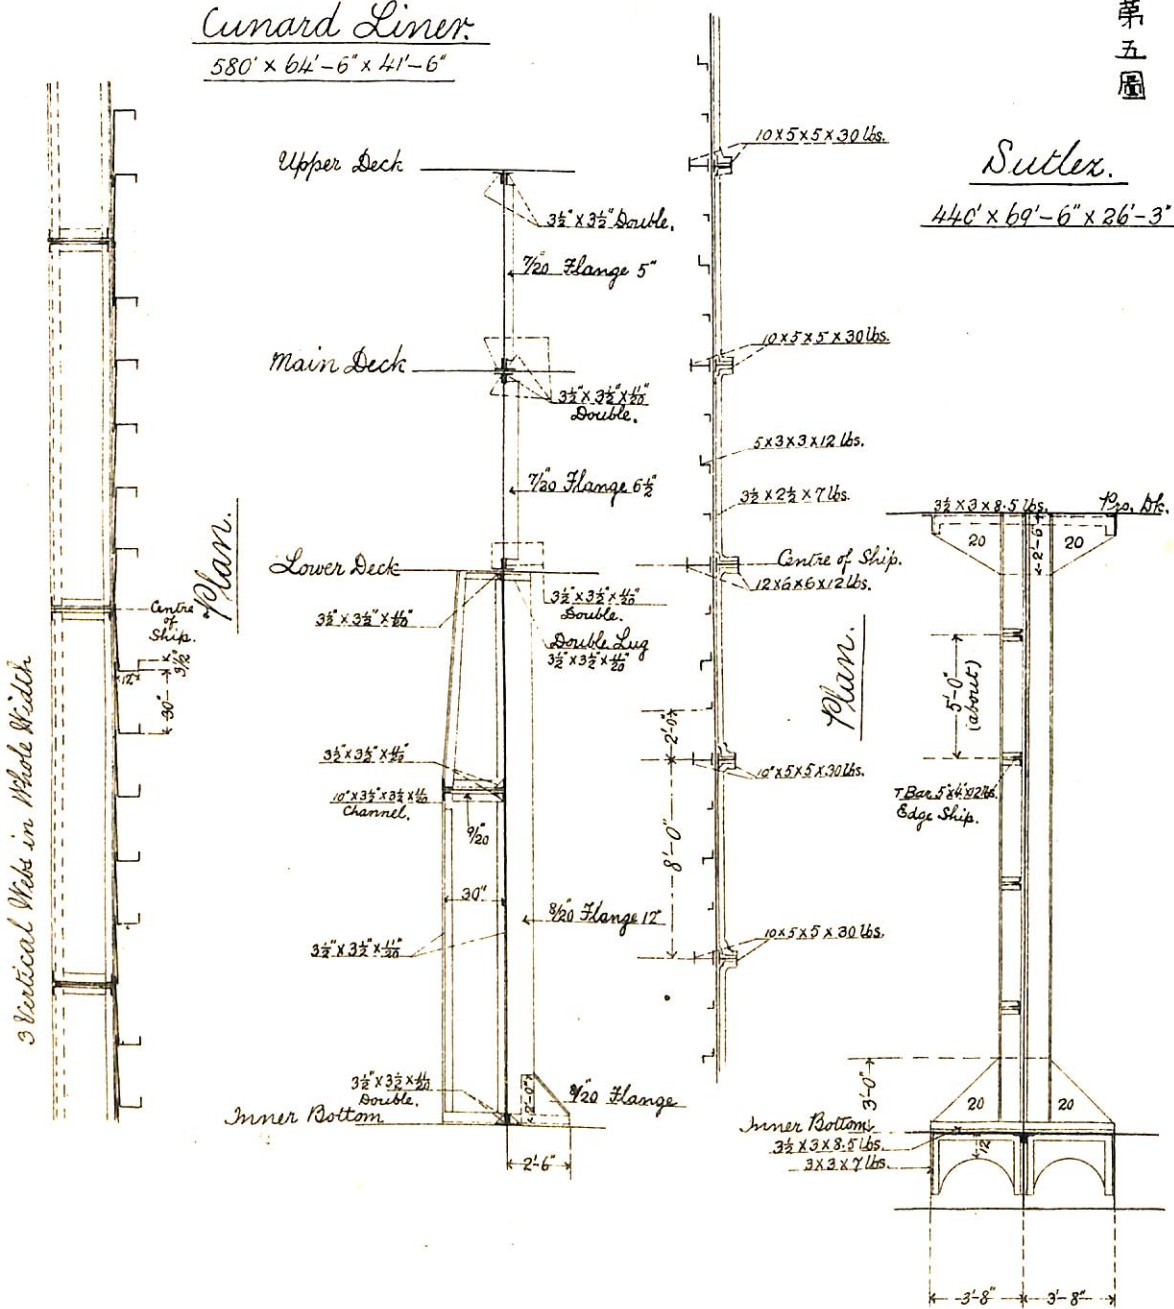 第五圖
Cunard Liner.
580' × 64'-6" × 41'-6"
Upper Deck
3½" × 3½" Double.
7/20" Flange 5"
Main Deck
3½" × 3½" × 11/20"
Double.
7/20" Flange 6½"
Lower Deck
3½" × 3½" × 11/20"
3½" × 3½" × 11/20"
Double.
Double Lug
3½" × 3½" × 11/20"
3½" × 3½" × 11/20"
10" × 3½" × 3½" × 11/20
Channel.
9/20"
30"
8/20" Flange 12"
3½" × 3½" × 11/20"
3½" × 3½" × 11/20
Double.
2'-0"
8/20" Flange
Inner Bottom
2'-6"
Plan.
Centre
of
Ship.
12"
30"
3 Vertical Webs in Whole Width
Sutlez.
440' × 69'-6" × 26'-3"
10 × 5 × 5 × 30 lbs.
10 × 5 × 5 × 30 lbs.
5 × 3 × 3 × 12 lbs.
3½ × 2½ × 7 lbs.
Centre of Ship.
12 × 6 × 6 × 12 lbs.
Plan.
2'-0"
10" × 5 × 5 × 30 lbs.
8'-0"
10 × 5 × 5 × 30 lbs.
3½ × 3 × 8.5 lbs.
Pro. Dk.
20
2'-6"
20
5'-0"
(about)
T Bar 5" × 4" × 12 lbs.
Edge Ship.
3'-0"
20
20
Inner Bottom
3½ × 3 × 8.5 lbs.
12"
3 × 3 × 7 lbs.
3'-8"
3'-8"